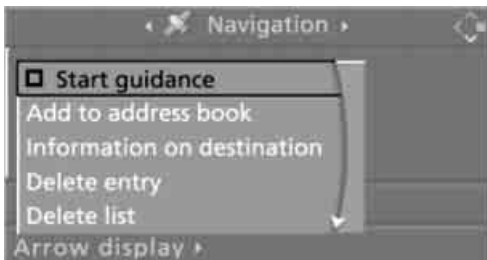 Navigation
Start guidance
Add to address book
Information on destination
Delete entry
Delete list
Arrow display